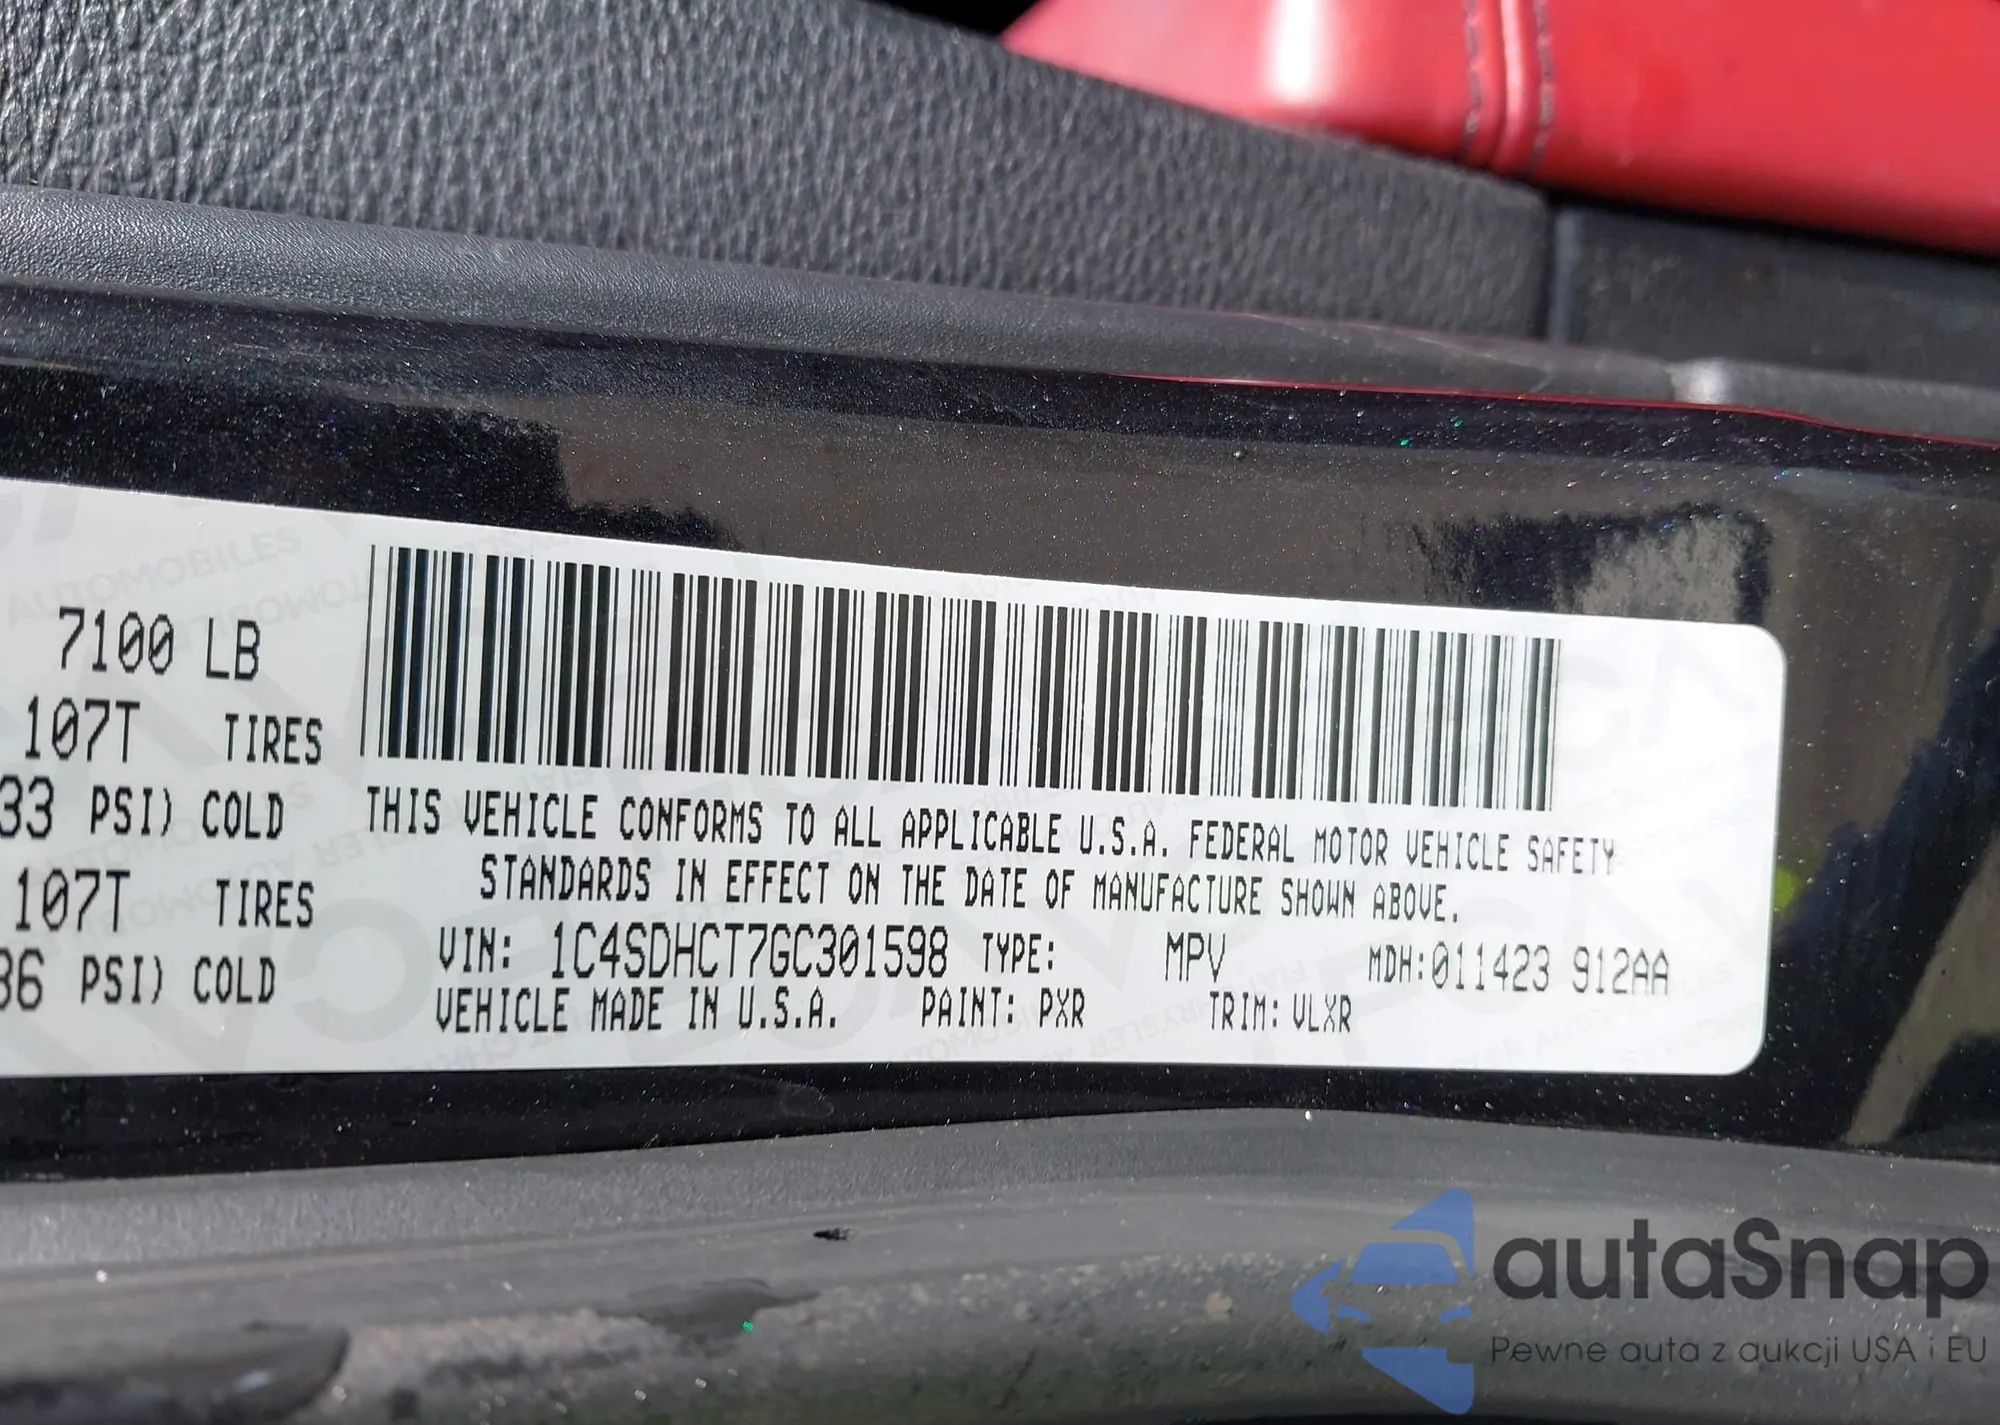 7100 LB
107T TIRES
33 PSI) COLD
107T TIRES
36 PSI) COLD
THIS VEHICLE CONFORMS TO ALL APPLICABLE U.S.A. FEDERAL MOTOR VEHICLE SAFETY
STANDARDS IN EFFECT ON THE DATE OF MANUFACTURE SHOWN ABOVE.
VIN: 1C4SDHCT7GC301598 TYPE: MPV MDH:011423 912AA
VEHICLE MADE IN U.S.A. PAINT: PXR TRIM: VLXR
autaSnap
Pewne auta z aukcji USA i EU